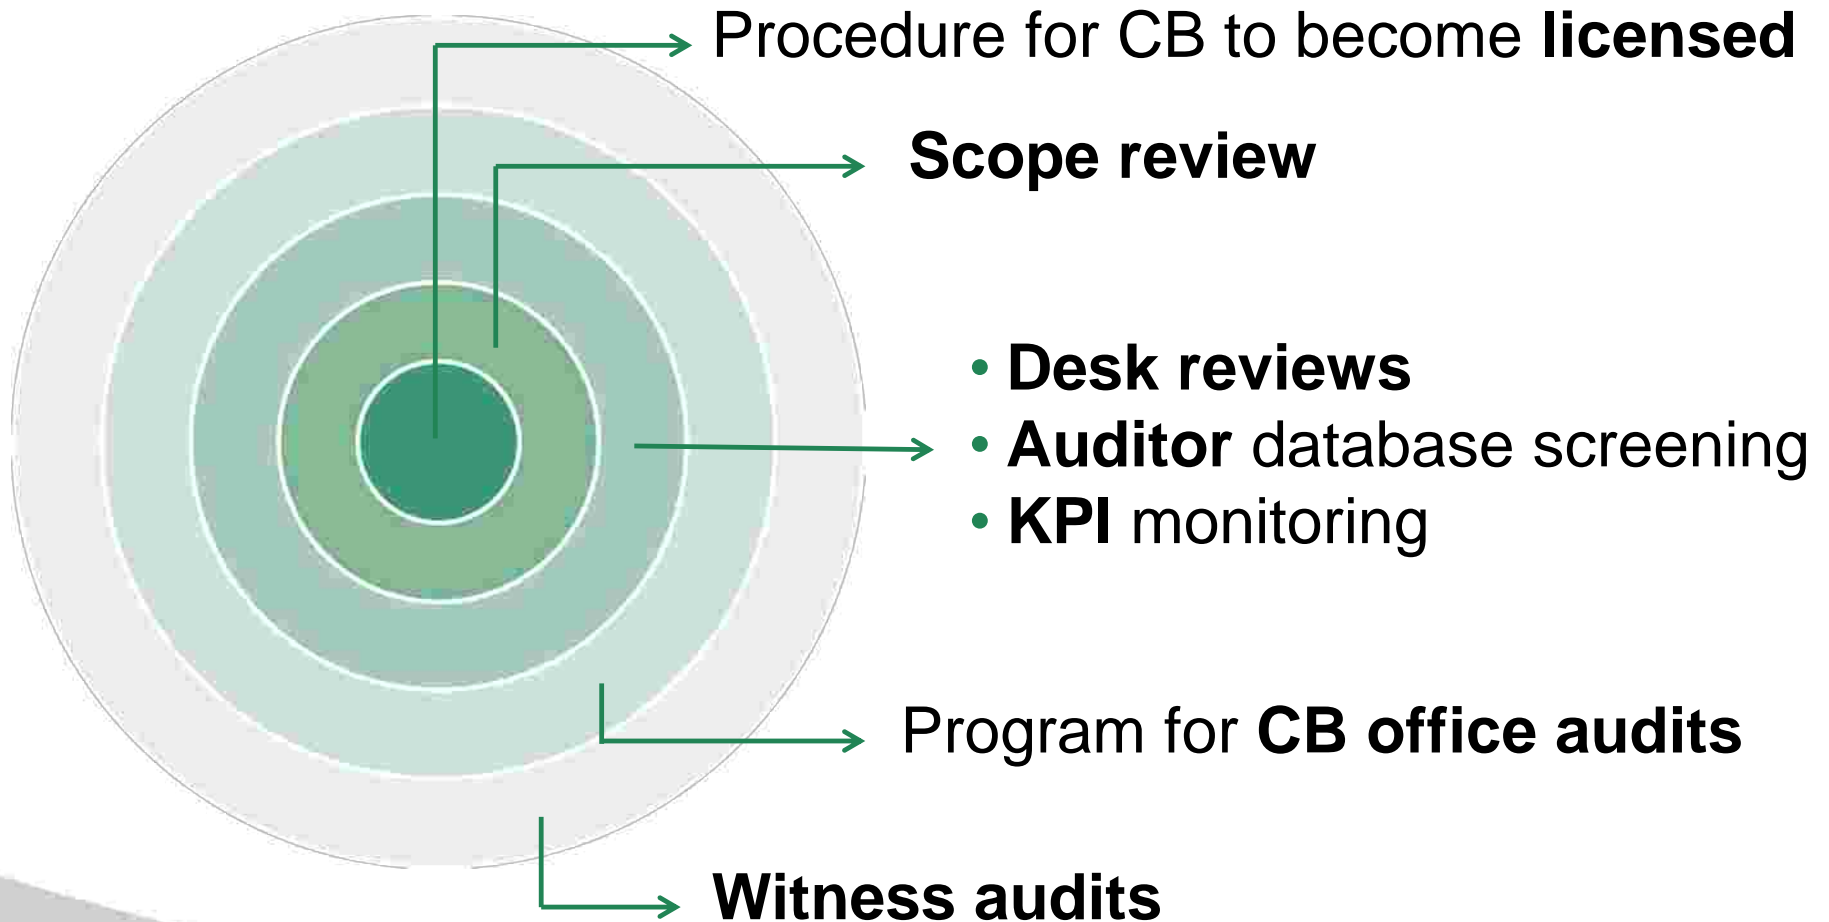 Procedure for CB to become licensed
Scope review
• Desk reviews
• Auditor database screening
• KPI monitoring
Program for CB office audits
Witness audits